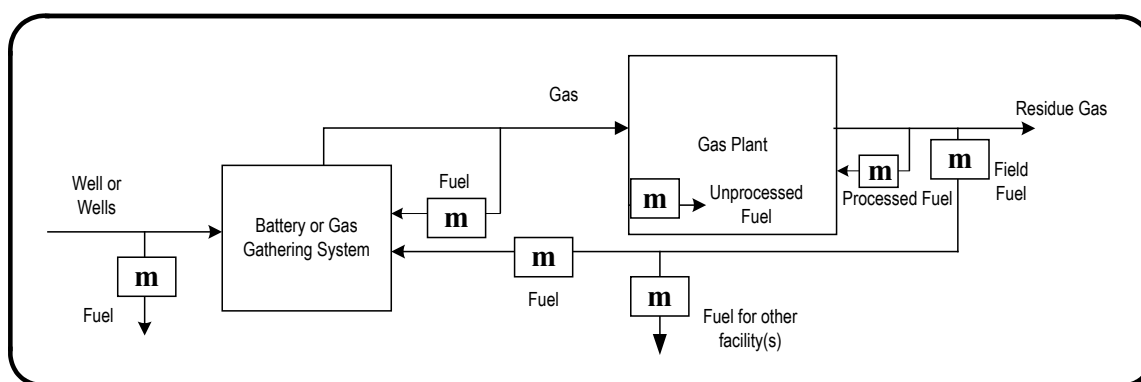 Gas
Residue Gas
Gas Plant
Well or
Wells
Fuel
m
m
Unprocessed
Fuel
m
Processed Fuel
m
Field
Fuel
Battery or Gas
Gathering System
m
m
Fuel
m
Fuel
m
Fuel for other
facility(s)